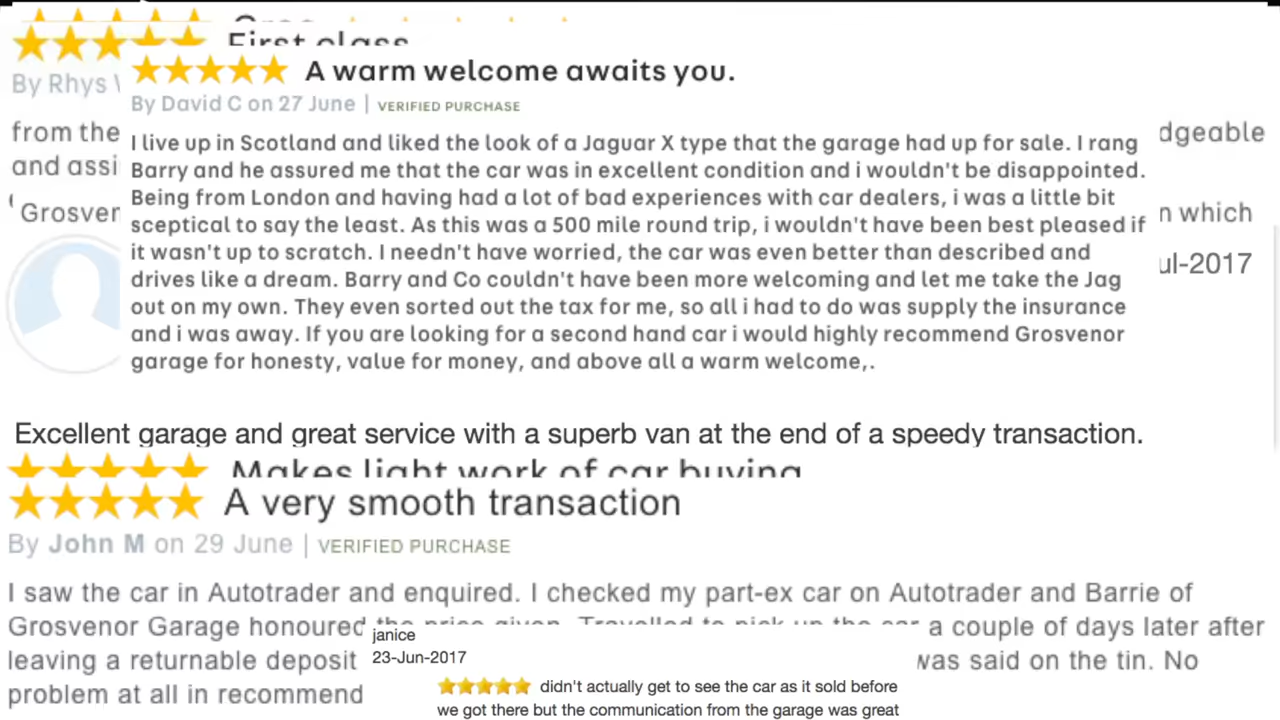 First class
By Rhys
A warm welcome awaits you.
By David C on 27 June | VERIFIED PURCHASE
from the
dgeable
and assi
Grosven
n which
ul-2017
I live up in Scotland and liked the look of a Jaguar X type that the garage had up for sale. I rang
Barry and he assured me that the car was in excellent condition and i wouldn't be disappointed.
Being from London and having had a lot of bad experiences with car dealers, i was a little bit
sceptical to say the least. As this was a 500 mile round trip, i wouldn't have been best pleased if
it wasn't up to scratch. I needn't have worried, the car was even better than described and
drives like a dream. Barry and Co couldn't have been more welcoming and let me take the Jag
out on my own. They even sorted out the tax for me, so all i had to do was supply the insurance
and i was away. If you are looking for a second hand car i would highly recommend Grosvenor
garage for honesty, value for money, and above all a warm welcome,.
Excellent garage and great service with a superb van at the end of a speedy transaction.
Makes light work of car buying
A very smooth transaction
By John M on 29 June | VERIFIED PURCHASE
I saw the car in Autotrader and enquired. I checked my part-ex car on Autotrader and Barrie of
Grosvenor Garage honoured the price given. Travelled to pick up the car a couple of days later after
leaving a returnable deposit
was said on the tin. No
problem at all in recommend
janice
23-Jun-2017
didn't actually get to see the car as it sold before
we got there but the communication from the garage was great